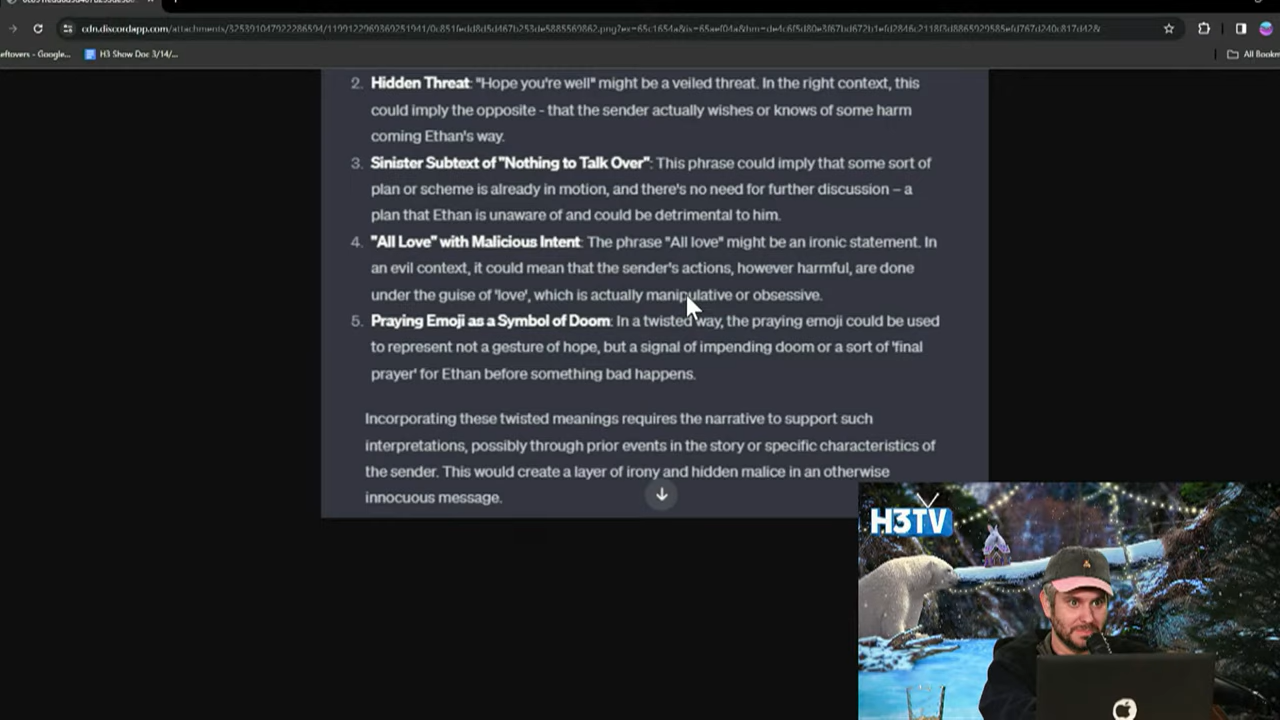 cdn.discordapp.com/attachments/
eftovers - Google... H3 Show Doc 3/14/... All Bookm
2. Hidden Threat: "Hope you're well" might be a veiled threat. In the right context, this
could imply the opposite - that the sender actually wishes or knows of some harm
coming Ethan's way.
3. Sinister Subtext of "Nothing to Talk Over": This phrase could imply that some sort of
plan or scheme is already in motion, and there's no need for further discussion – a
plan that Ethan is unaware of and could be detrimental to him.
4. "All Love" with Malicious Intent: The phrase "All love" might be an ironic statement. In
an evil context, it could mean that the sender's actions, however harmful, are done
under the guise of 'love', which is actually manipulative or obsessive.
5. Praying Emoji as a Symbol of Doom: In a twisted way, the praying emoji could be used
to represent not a gesture of hope, but a signal of impending doom or a sort of 'final
prayer' for Ethan before something bad happens.
Incorporating these twisted meanings requires the narrative to support such
interpretations, possibly through prior events in the story or specific characteristics of
the sender. This would create a layer of irony and hidden malice in an otherwise
innocuous message.
H3TV